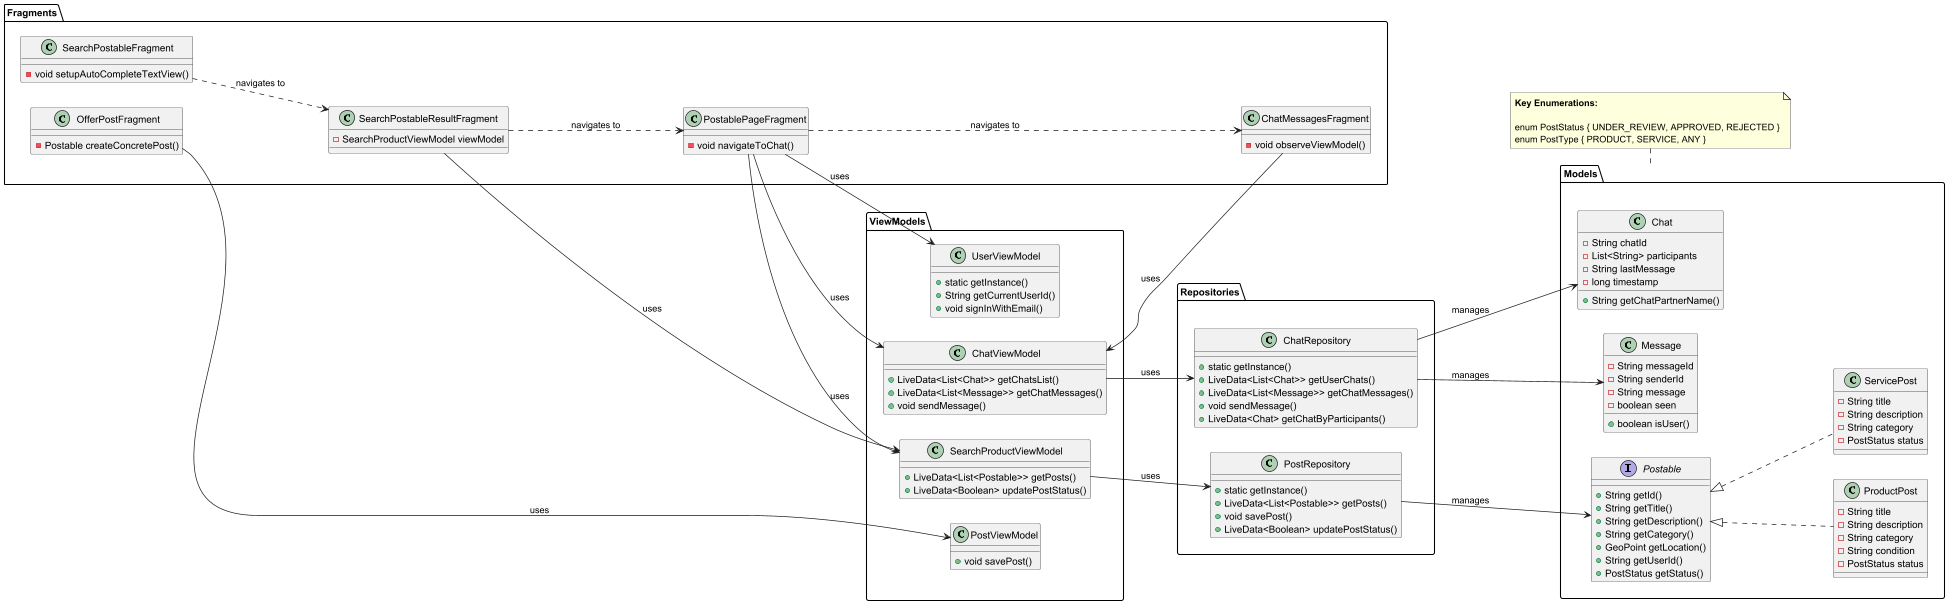 Fragments
C SearchPostableFragment
void setupAutoCompleteTextView()
navigates to
C OfferPostFragment
Postable createConcretePost()
C SearchPostableResultFragment
SearchProductViewModel viewModel
navigates to
C PostablePageFragment
void navigateToChat()
navigates to
C ChatMessagesFragment
void observeViewModel()
Key Enumerations:
enum PostStatus { UNDER_REVIEW, APPROVED, REJECTED }
enum PostType { PRODUCT, SERVICE, ANY }
uses
uses
uses
uses
uses
uses
ViewModels
C UserViewModel
static getInstance()
String getCurrentUserId()
void signInWithEmail()
C ChatViewModel
LiveData<List<Chat>> getChatsList()
LiveData<List<Message>> getChatMessages()
void sendMessage()
C SearchProductViewModel
LiveData<List<Postable>> getPosts()
LiveData<Boolean> updatePostStatus()
C PostViewModel
void savePost()
uses
uses
Repositories
C ChatRepository
static getInstance()
LiveData<List<Chat>> getUserChats()
LiveData<List<Message>> getChatMessages()
void sendMessage()
LiveData<Chat> getChatByParticipants()
C PostRepository
static getInstance()
LiveData<List<Postable>> getPosts()
void savePost()
LiveData<Boolean> updatePostStatus()
manages
manages
manages
Models
C Chat
String chatId
List<String> participants
String lastMessage
long timestamp
String getChatPartnerName()
C Message
String messageId
String senderId
String message
boolean seen
boolean isUser()
I Postable
String getId()
String getTitle()
String getDescription()
String getCategory()
GeoPoint getLocation()
String getUserId()
PostStatus getStatus()
C ServicePost
String title
String description
String category
PostStatus status
C ProductPost
String title
String description
String category
String condition
PostStatus status